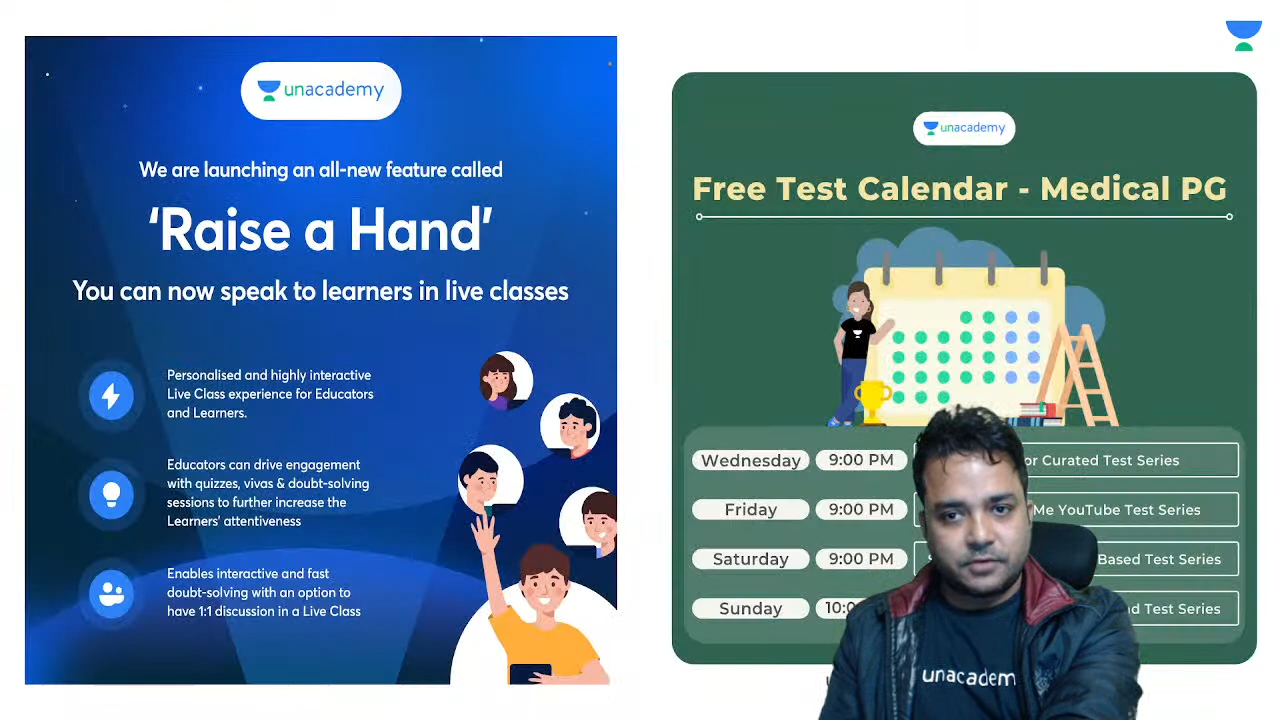 unacademy
We are launching an all-new feature called
'Raise a Hand'
You can now speak to learners in live classes
Personalised and highly interactive
Live Class experience for Educators
and Learners.
Educators can drive engagement
with quizzes, vivas & doubt-solving
sessions to further increase the
Learners' attentiveness
Enables interactive and fast
doubt-solving with an option to
have 1:1 discussion in a Live Class
unacademy
Free Test Calendar - Medical PG
Wednesday 9:00 PM Curated Test Series
Friday 9:00 PM Me YouTube Test Series
Saturday 9:00 PM Based Test Series
Sunday Test Series
unacademy